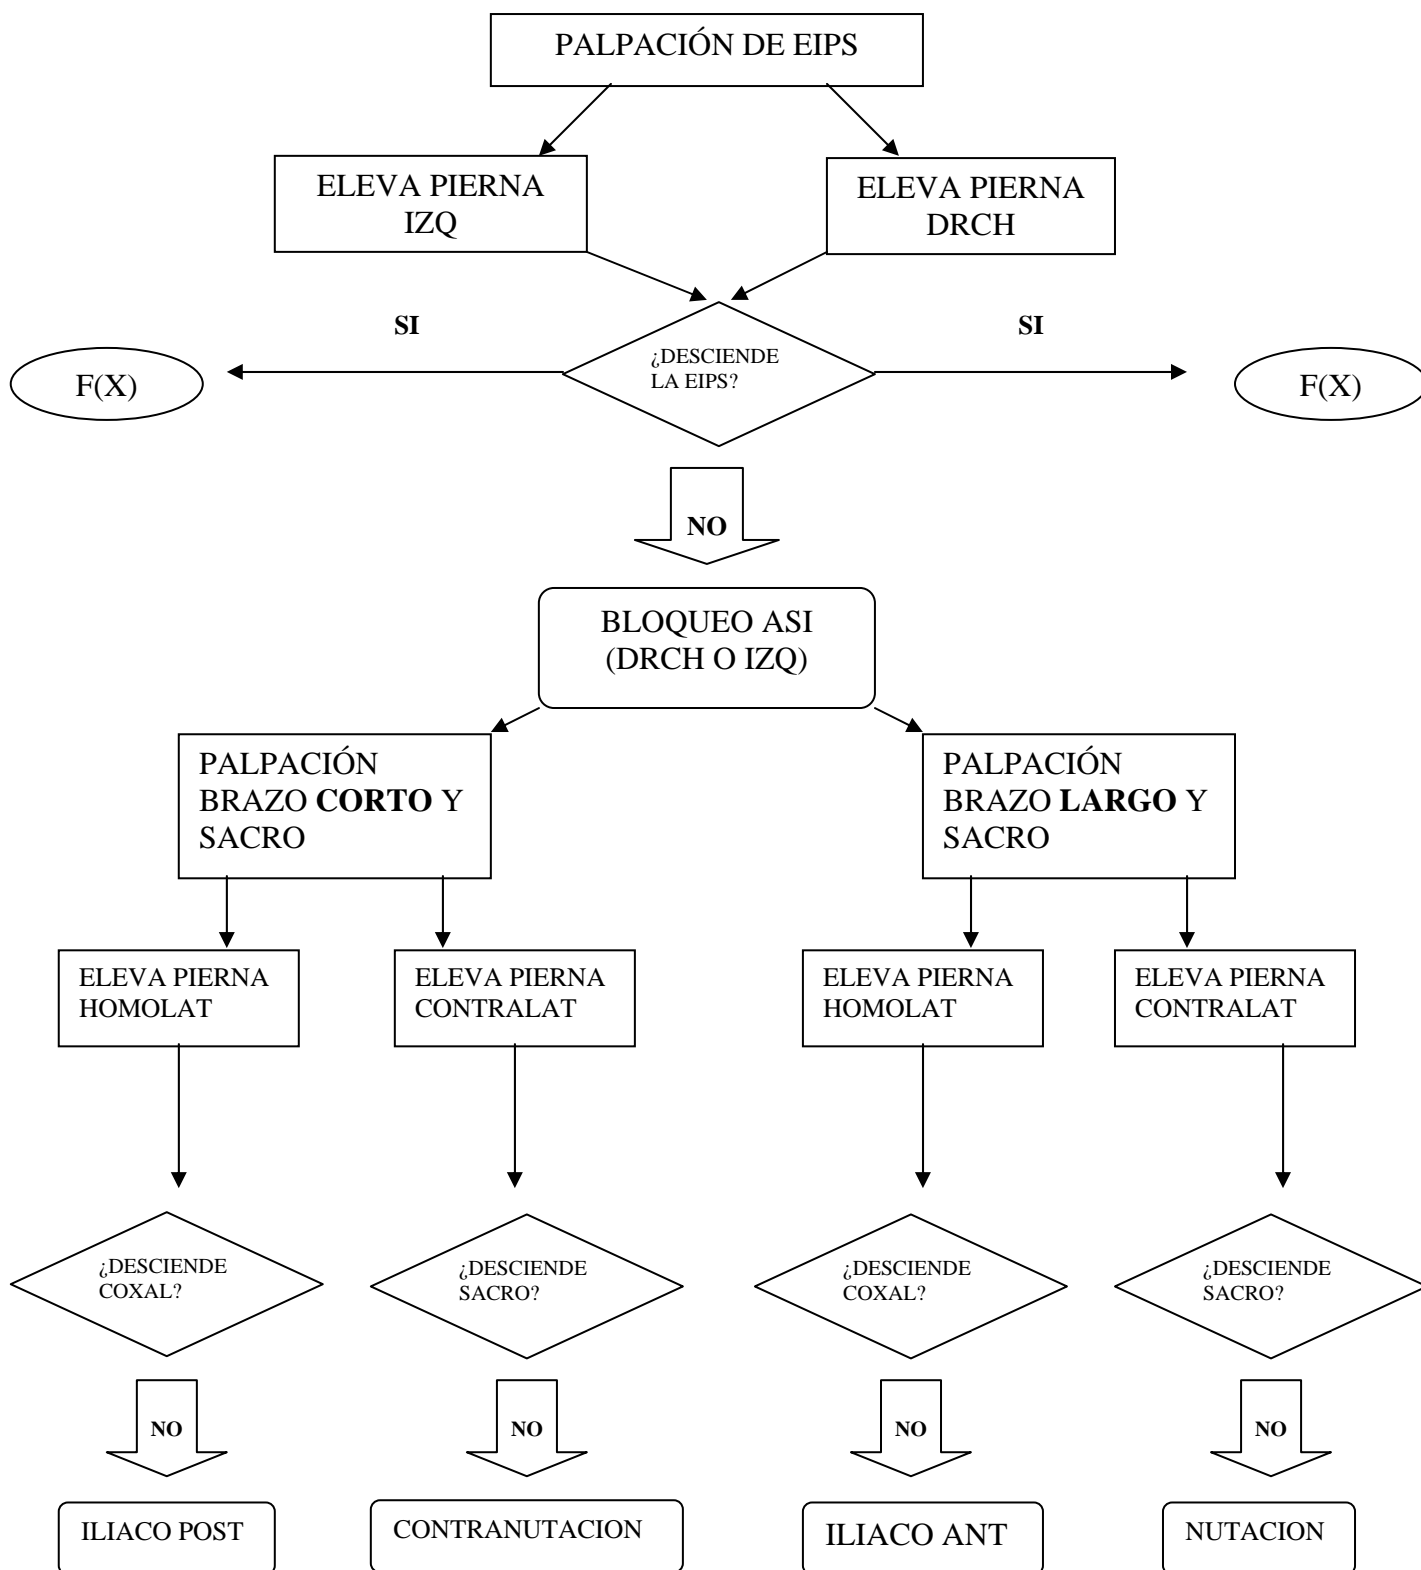 PALPACIÓN DE EIPS
ELEVA PIERNA
IZQ
ELEVA PIERNA
DRCH
SI
SI
¿DESCIENDE
LA EIPS?
F(X)
F(X)
NO
BLOQUEO ASI
(DRCH O IZQ)
PALPACIÓN
BRAZO CORTO Y
SACRO
PALPACIÓN
BRAZO LARGO Y
SACRO
ELEVA PIERNA
HOMOLAT
ELEVA PIERNA
CONTRALAT
ELEVA PIERNA
HOMOLAT
ELEVA PIERNA
CONTRALAT
¿DESCIENDE
COXAL?
¿DESCIENDE
SACRO?
¿DESCIENDE
COXAL?
¿DESCIENDE
SACRO?
NO
NO
NO
NO
ILIACO POST
CONTRANUTACION
ILIACO ANT
NUTACION